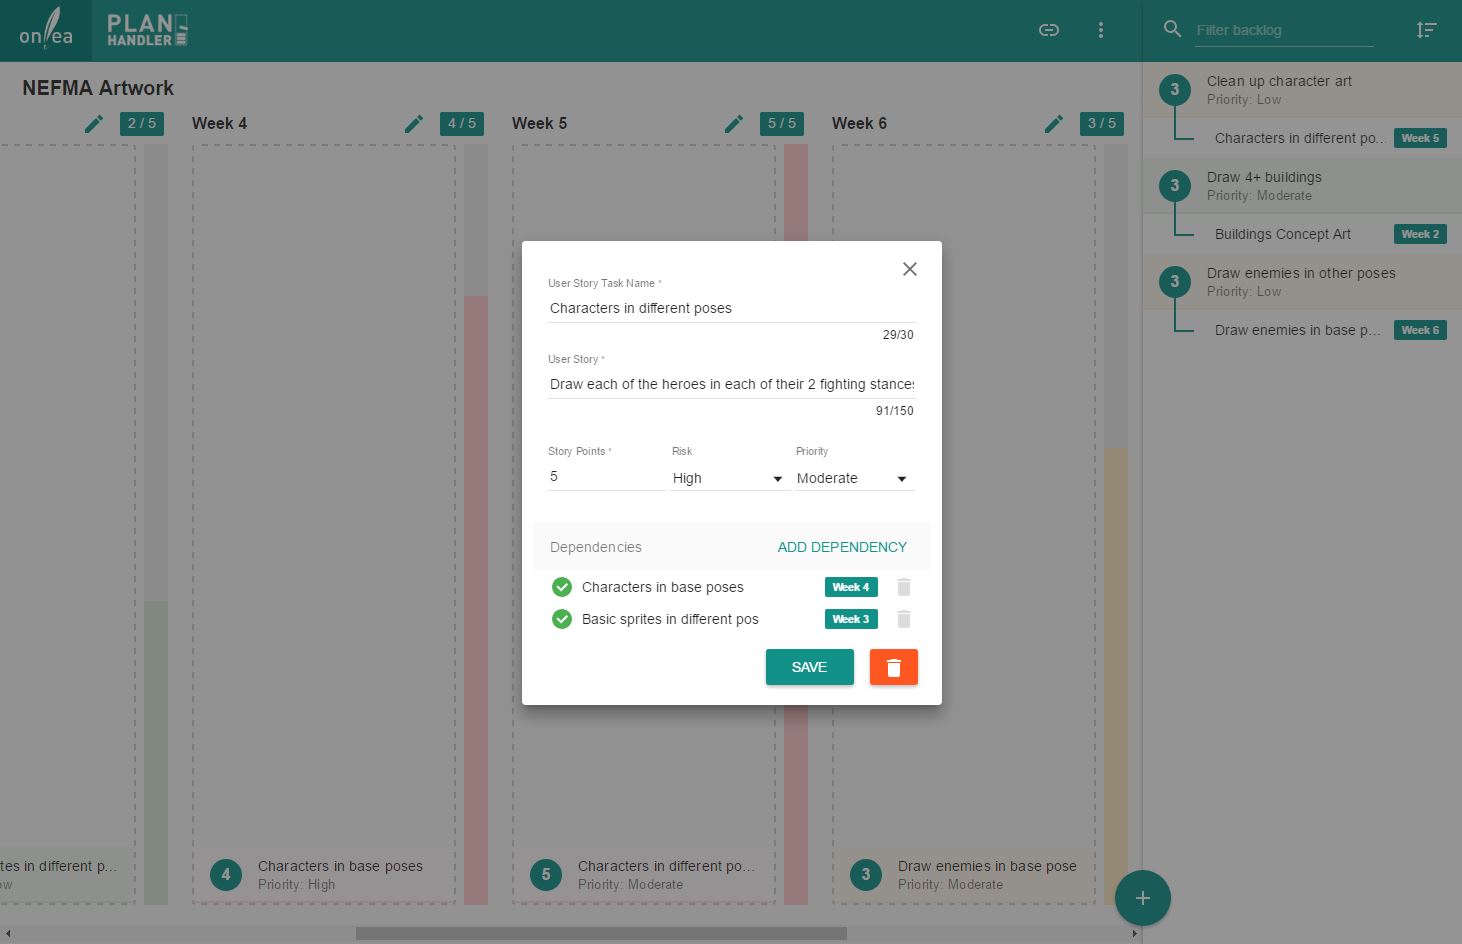 on ea
PLAN
HANDLER
Filter backlog
NEFMA Artwork
2 / 5
Week 4
4 / 5
Week 5
5 / 5
Week 6
3 / 5
3
Clean up character art
Priority: Low
Characters in different po...
Week 5
3
Draw 4+ buildings
Priority: Moderate
Buildings Concept Art
Week 2
3
Draw enemies in other poses
Priority: Low
Draw enemies in base p...
Week 6
User Story Task Name *
Characters in different poses
29/30
User Story *
Draw each of the heroes in each of their 2 fighting stances
91/150
Story Points *
Risk
Priority
5
High
Moderate
Dependencies
ADD DEPENDENCY
Characters in base poses
Week 4
Basic sprites in different pos
Week 3
SAVE
tes in different p...
ow
4
Characters in base poses
Priority: High
5
Characters in different po...
Priority: Moderate
3
Draw enemies in base pose
Priority: Moderate
+